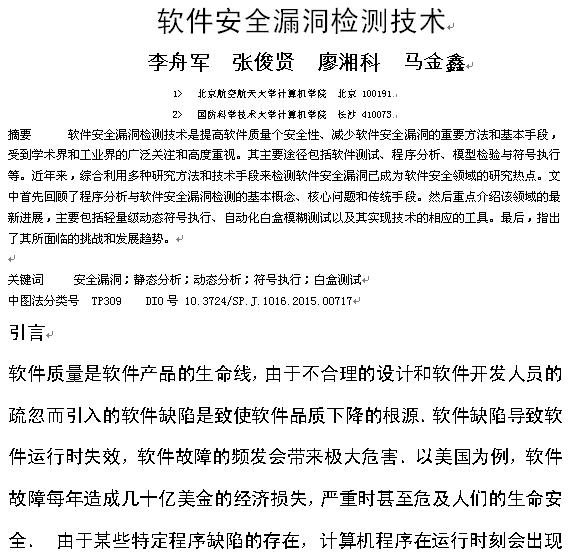 软件安全漏洞检测技术
李舟军 张俊贤 廖湘科 马金鑫
1> 北京航空航天大学计算机学院 北京 100191.
2> 国防科学技术大学计算机学院 长沙 410073.
摘要 软件安全漏洞检测技术是提高软件质量个安全性、减少软件安全漏洞的重要方法和基本手段,
受到学术界和工业界的广泛关注和高度重视。其主要途径包括软件测试、程序分析、模型检验与符号执行
等。近年来,综合利用多种研究方法和技术手段来检测软件安全漏洞已成为软件安全领域的研究热点。文
中首先回顾了程序分析与软件安全漏洞检测的基本概念、核心问题和传统手段。然后重点介绍该领域的最
新进展,主要包括轻量级动态符号执行、自动化白盒模糊测试以及其实现技术的相应的工具。最后,指出
了其所面临的挑战和发展趋势。
关键词 安全漏洞;静态分析;动态分析;符号执行;白盒测试
中图法分类号 TP309 DIO 号 10.3724/SP.J.1016.2015.00717
引言
软件质量是软件产品的生命线,由于不合理的设计和软件开发人员的
疏忽而引入的软件缺陷是致使软件品质下降的根源.软件缺陷导致软
件运行时失效,软件故障的频发会带来极大危害.以美国为例,软件
故障每年造成几十亿美金的经济损失,严重时甚至危及人们的生命安
全. 由于某些特定程序缺陷的存在,计算机程序在运行时刻会出现